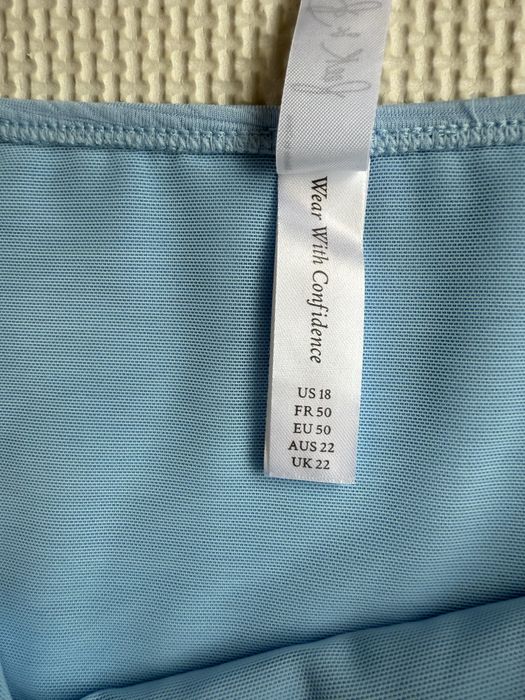 Wear With Confidence
US 18
FR 50
EU 50
AUS 22
UK 22